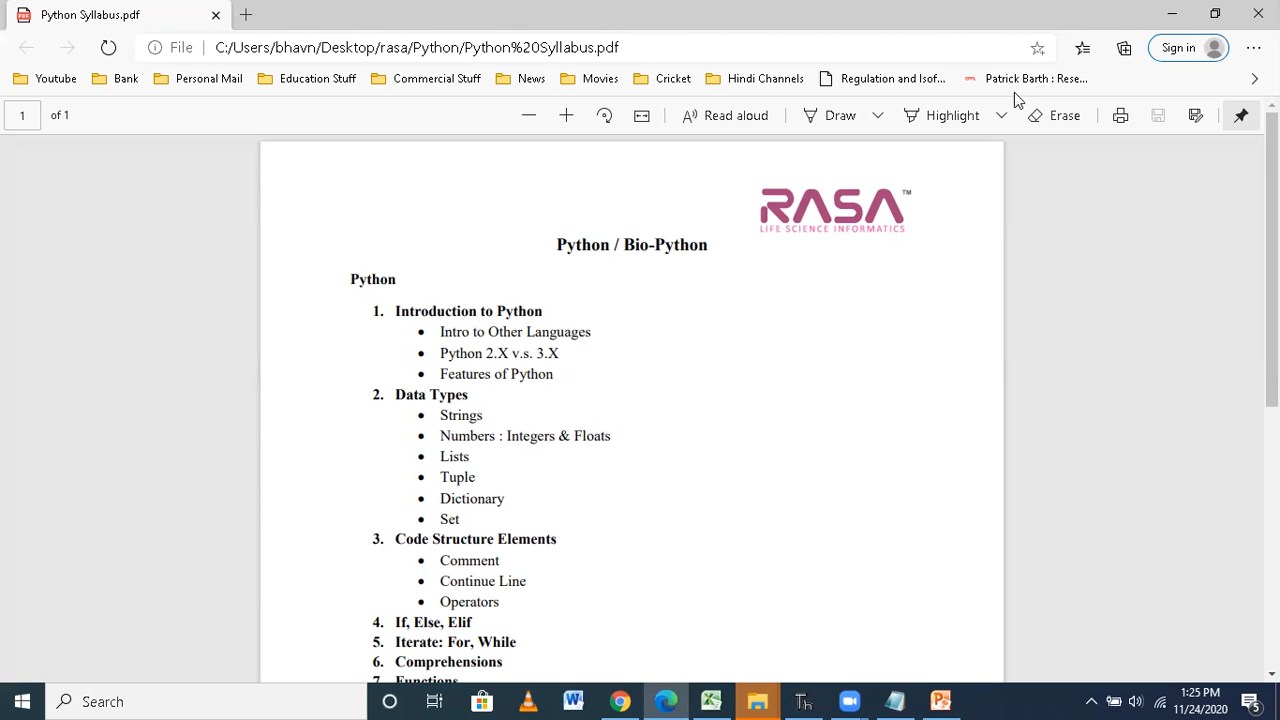 Python Syllabus.pdf
File C:/Users/bhavn/Desktop/rasa/Python/Python%20Syllabus.pdf Sign in
Youtube Bank Personal Mail Education Stuff Commercial Stuff News Movies Cricket Hindi Channels Regulation and Isof... Patrick Barth : Rese...
1 of 1 Read aloud Draw Highlight Erase
RASA™
LIFE SCIENCE INFORMATICS
Python / Bio-Python
Python
1. Introduction to Python
• Intro to Other Languages
• Python 2.X v.s. 3.X
• Features of Python
2. Data Types
• Strings
• Numbers : Integers & Floats
• Lists
• Tuple
• Dictionary
• Set
3. Code Structure Elements
• Comment
• Continue Line
• Operators
4. If, Else, Elif
5. Iterate: For, While
6. Comprehensions
7. Functions
Search
1:25 PM
11/24/2020
5